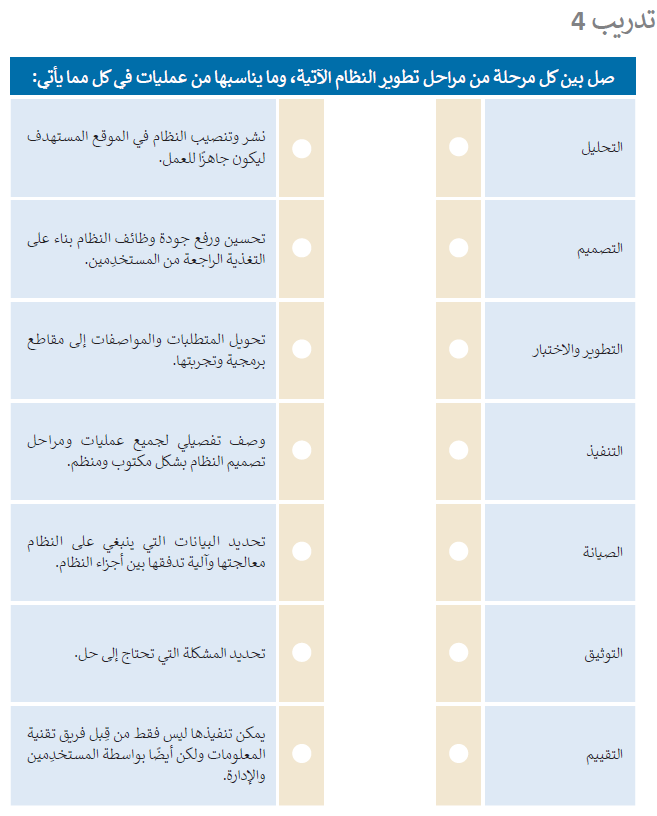 تدريب 4
صل بين كل مرحلة من مراحل تطوير النظام الآتية، وما يناسبها من عمليات في كل مما يأتي:
التحليل
نشر وتنصيب النظام في الموقع المستهدف
ليكون جاهزًا للعمل.
التصميم
تحسين ورفع جودة وظائف النظام بناء على
التغذية الراجعة من المستخدِمين.
التطوير والاختبار
تحويل المتطلبات والمواصفات إلى مقاطع
برمجية وتجربتها.
التنفيذ
وصف تفصيلي لجميع عمليات ومراحل
تصميم النظام بشكل مكتوب ومنظم.
الصيانة
تحديد البيانات التي ينبغي على النظام
معالجتها وآلية تدفقها بين أجزاء النظام.
التوثيق
تحديد المشكلة التي تحتاج إلى حل.
التقييم
يمكن تنفيذها ليس فقط من قِبل فريق تقنية
المعلومات ولكن أيضًا بواسطة المستخدِمين
والإدارة.